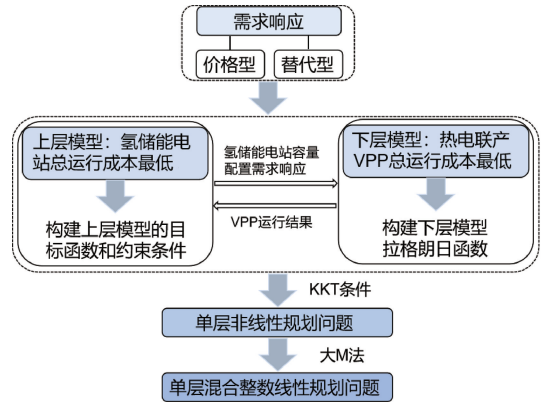 需求响应
价格型
替代型
上层模型：氢储能电
站总运行成本最低
构建上层模型的目
标函数和约束条件
氢储能电站容量
配置需求响应
VPP运行结果
下层模型：热电联产
VPP总运行成本最低
构建下层模型
拉格朗日函数
KKT条件
单层非线性规划问题
大M法
单层混合整数线性规划问题